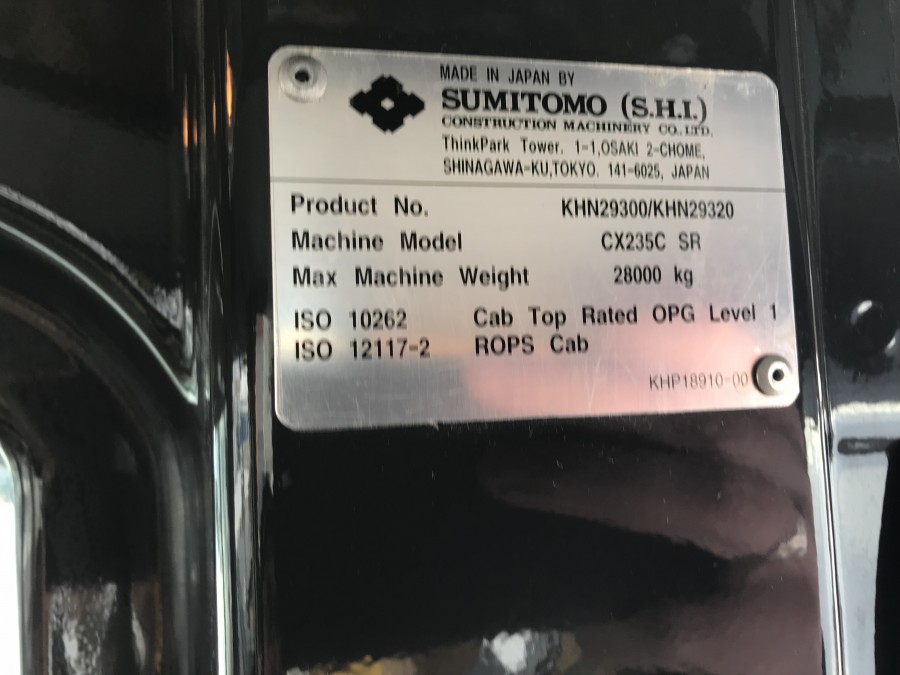 MADE IN JAPAN BY
SUMITOMO (S.H.I.)
CONSTRUCTION MACHINERY CO., LTD.
ThinkPark Tower, 1-1,OSAKI 2-CHOME,
SHINAGAWA-KU,TOKYO, 141-6025, JAPAN
Product No. KHN29300/KHN29320
Machine Model CX235C SR
Max Machine Weight 28000 kg
ISO 10262 Cab Top Rated OPG Level 1
ISO 12117-2 ROPS Cab
KHP18910-00